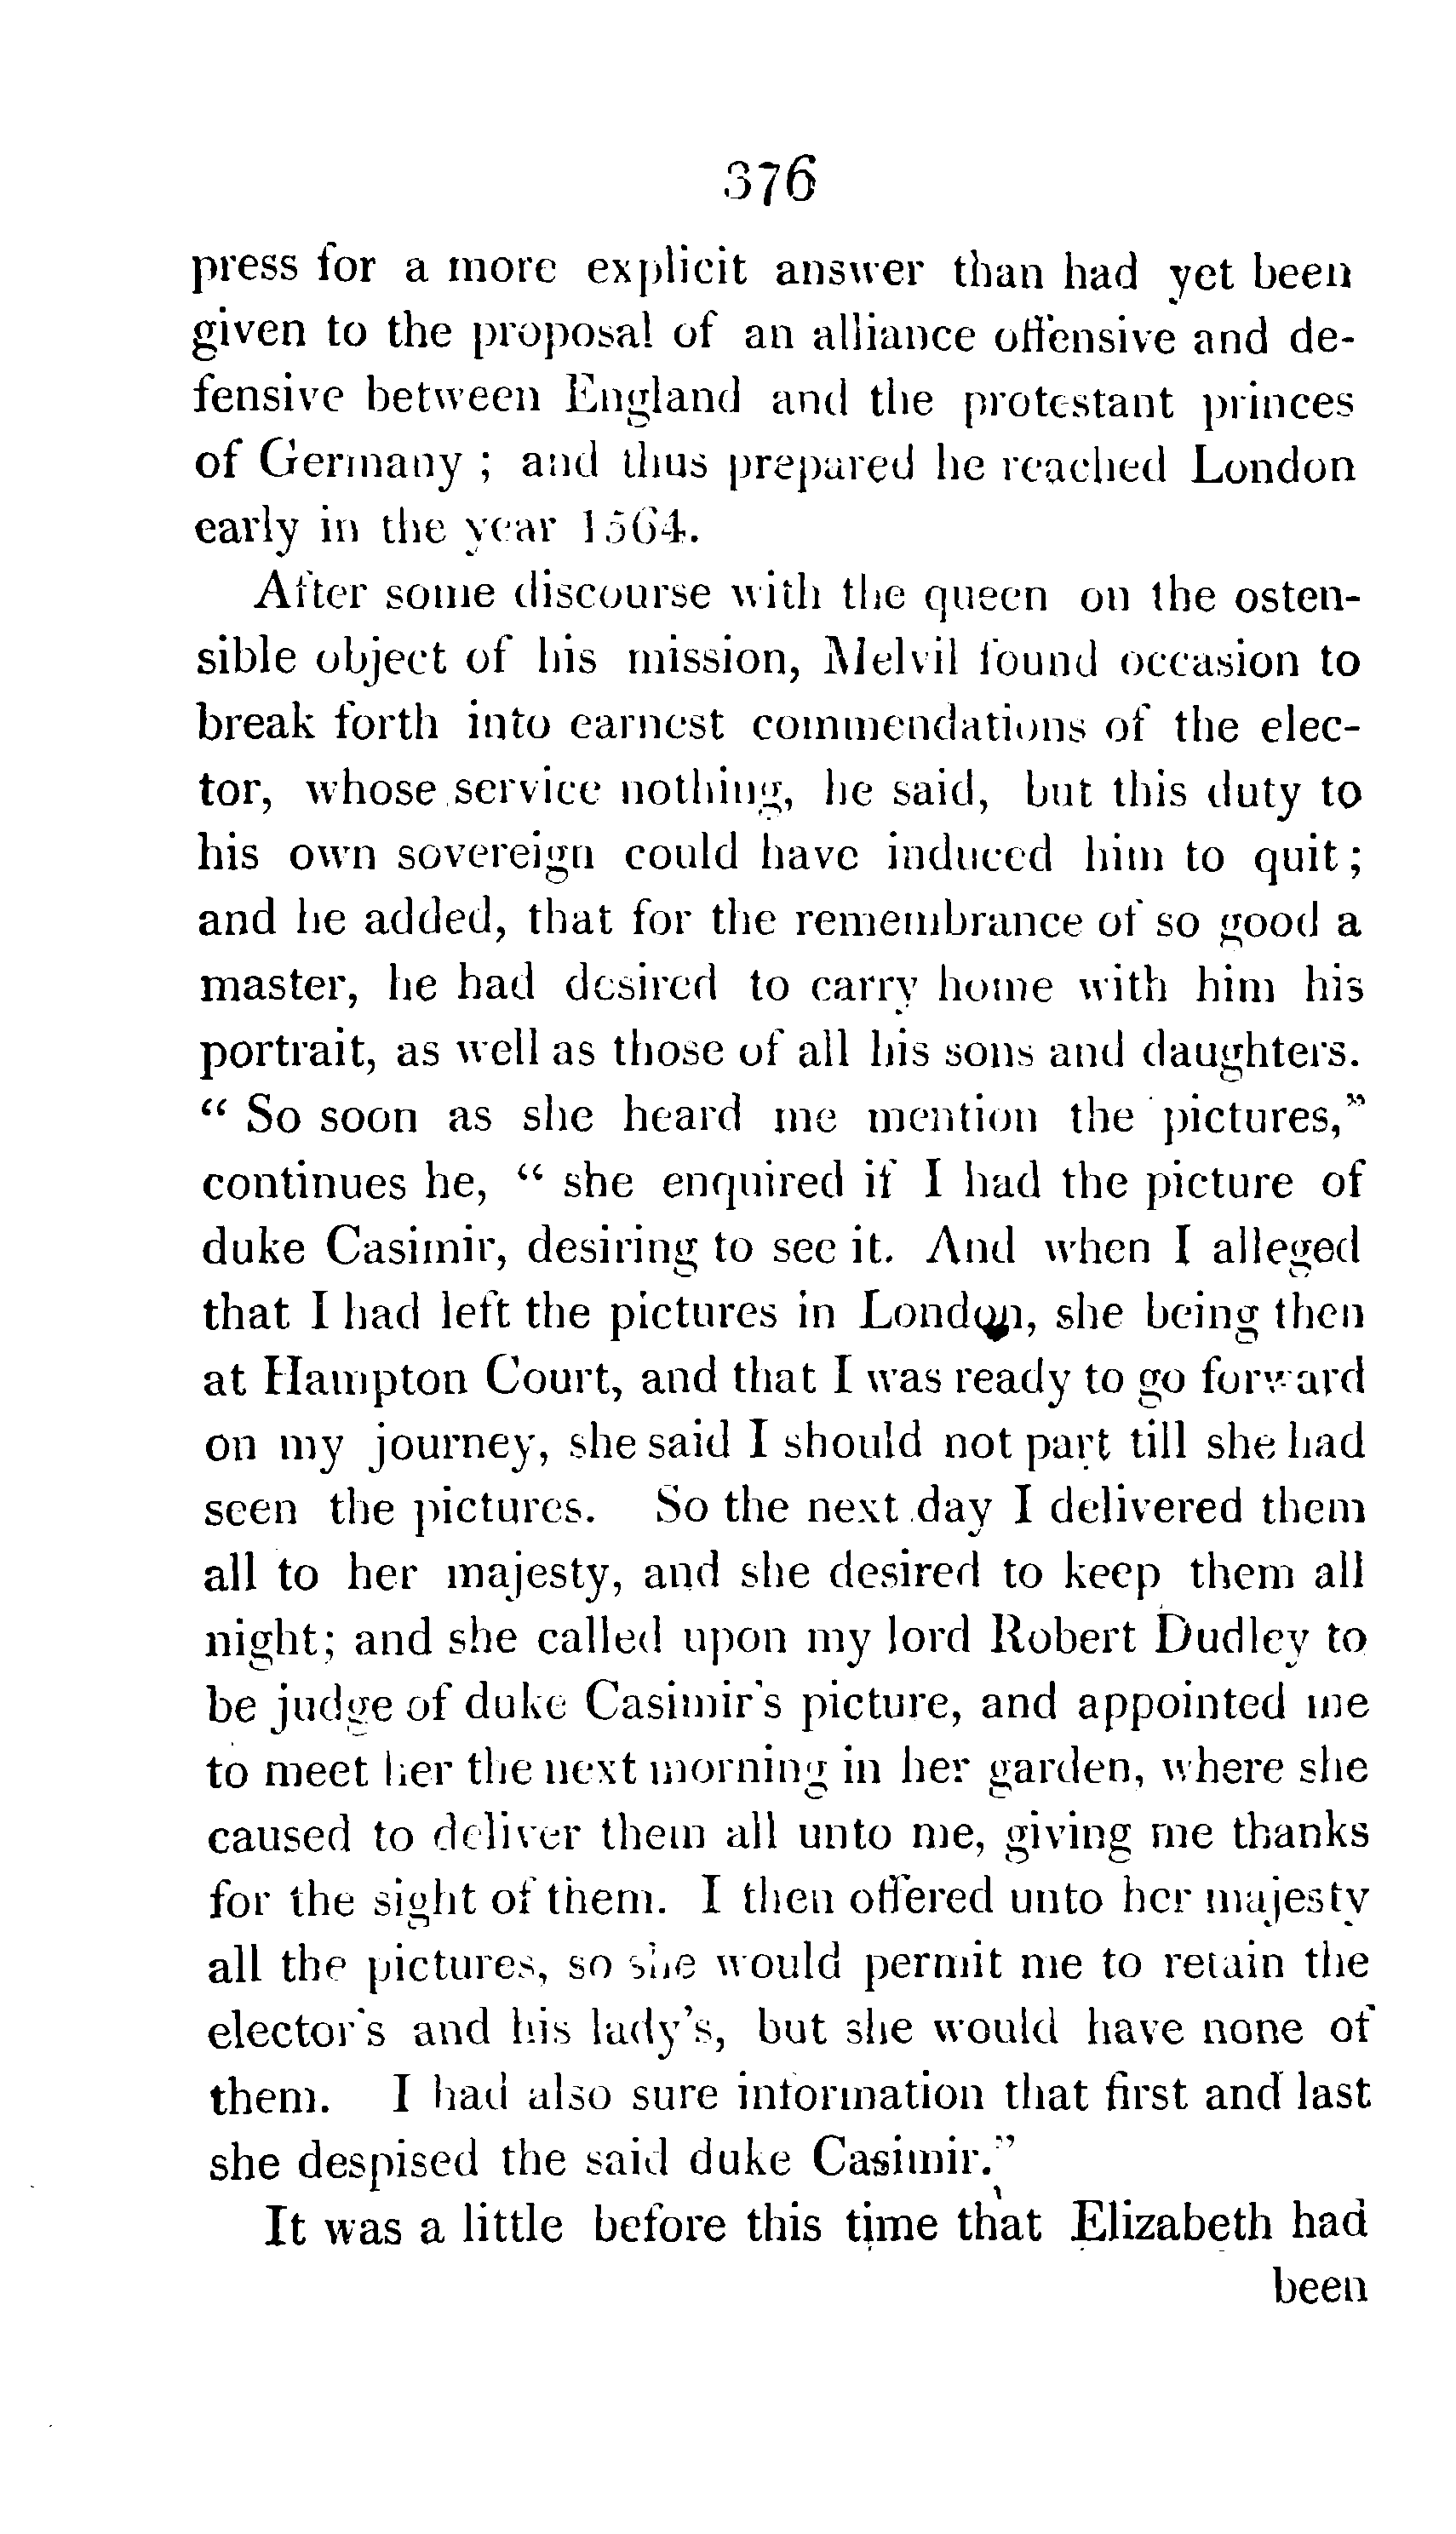 376
press for a more explicit answer than had yet been
given to the proposal of an alliance offensive and de-
fensive between England and the protestant princes
of Germany ; and thus prepared he reached London
early in the year 1564.
After some discourse with the queen on the osten-
sible object of his mission, Melvil found occasion to
break forth into earnest commendations of the elec-
tor, whose service nothing, he said, but this duty to
his own sovereign could have induced him to quit ;
and he added, that for the remembrance of so good a
master, he had desired to carry home with him his
portrait, as well as those of all his sons and daughters.
“ So soon as she heard me mention the pictures,”
continues he, “ she enquired if I had the picture of
duke Casimir, desiring to see it. And when I alleged
that I had left the pictures in London, she being then
at Hampton Court, and that I was ready to go forward
on my journey, she said I should not part till she had
seen the pictures. So the next day I delivered them
all to her majesty, and she desired to keep them all
night; and she called upon my lord Robert Dudley to
be judge of duke Casimir's picture, and appointed me
to meet her the next morning in her garden, where she
caused to deliver them all unto me, giving me thanks
for the sight of them. I then offered unto her majesty
all the pictures, so she would permit me to retain the
elector's and his lady's, but she would have none of
them. I had also sure information that first and last
she despised the said duke Casimir.”
It was a little before this time that Elizabeth had
been